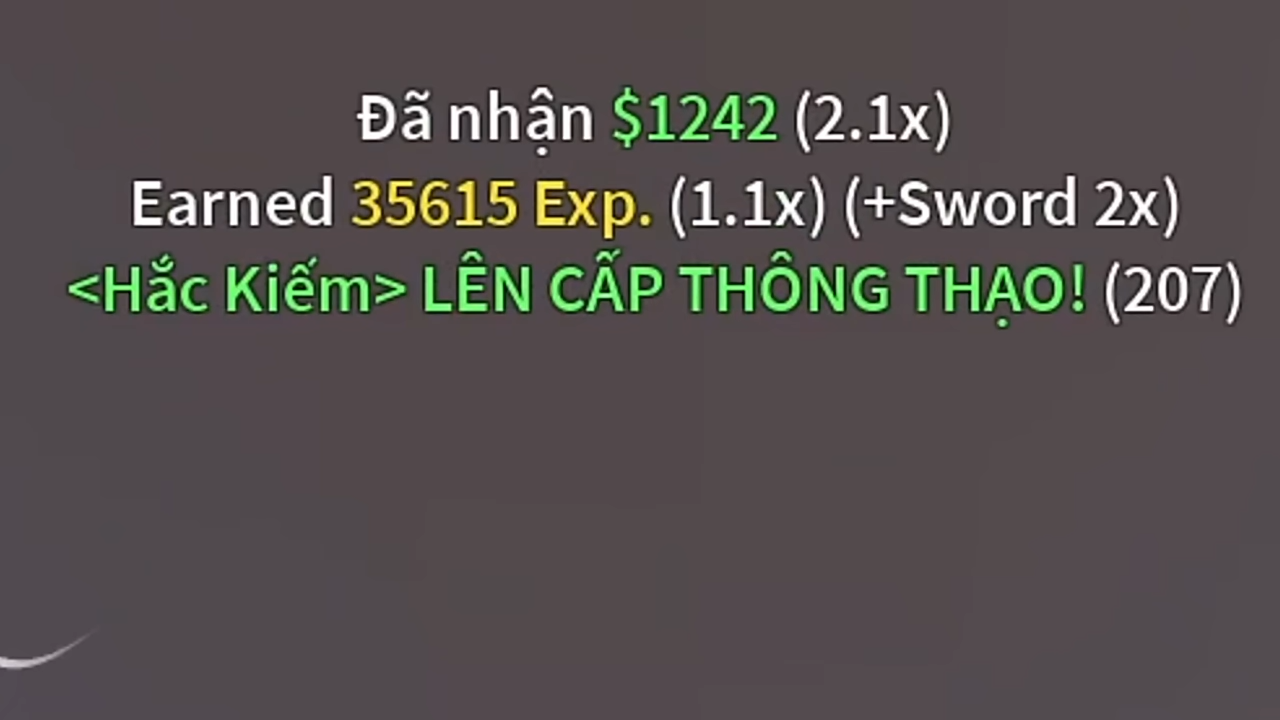 Đã nhận $1242 (2.1x)
Earned 35615 Exp. (1.1x) (+Sword 2x)
<Hắc Kiếm> LÊN CẤP THÔNG THẠO! (207)